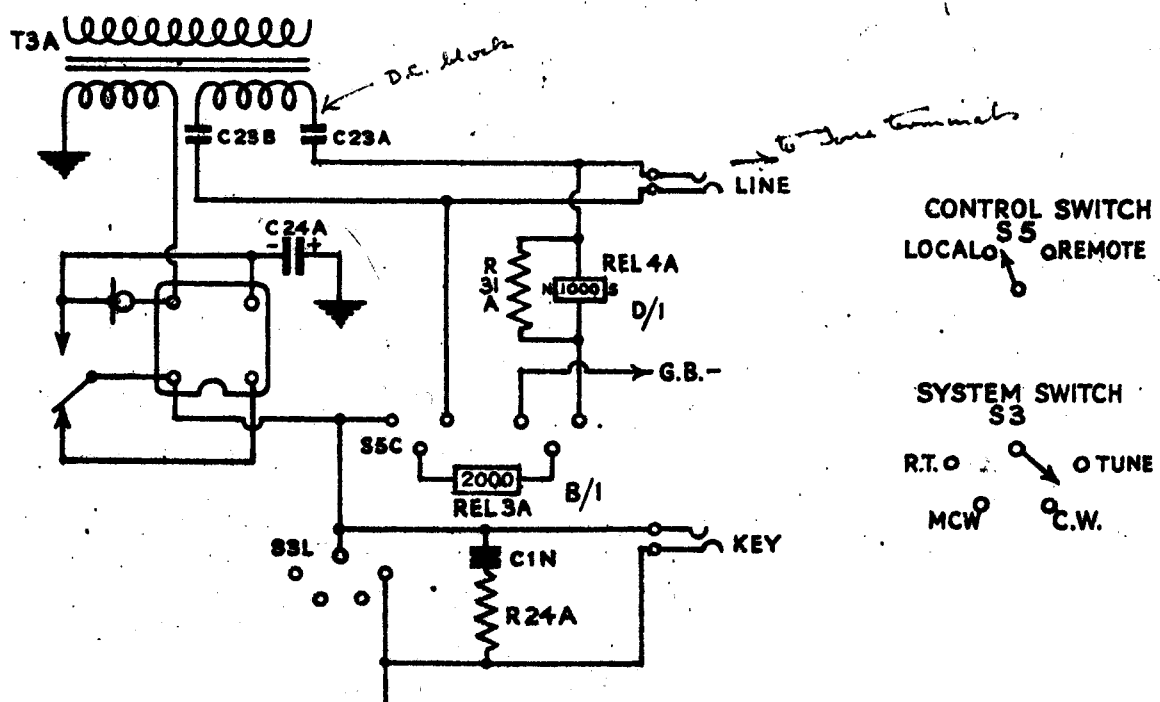 T3A
D.C. block
C23B
C23A
to Tone terminals
LINE
C24A
- +
CONTROL SWITCH
S5
LOCAL
REMOTE
R
31
A
REL 4A
N 1000 S
D/1
G.B.-
S5C
2000
REL 3A
B/1
SYSTEM SWITCH
S3
R.T.
TUNE
MCW
C.W.
S3L
C1N
KEY
R24A